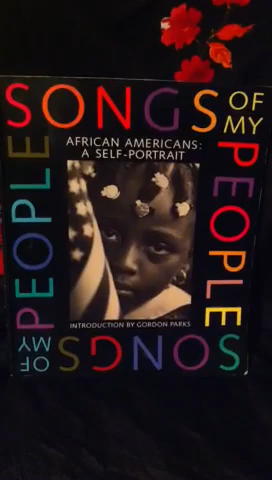 SONGS
OF
MY
PEOPLE
AFRICAN AMERICANS:
A SELF-PORTRAIT
INTRODUCTION BY GORDON PARKS
SONGS
OF MY
PEOPLE